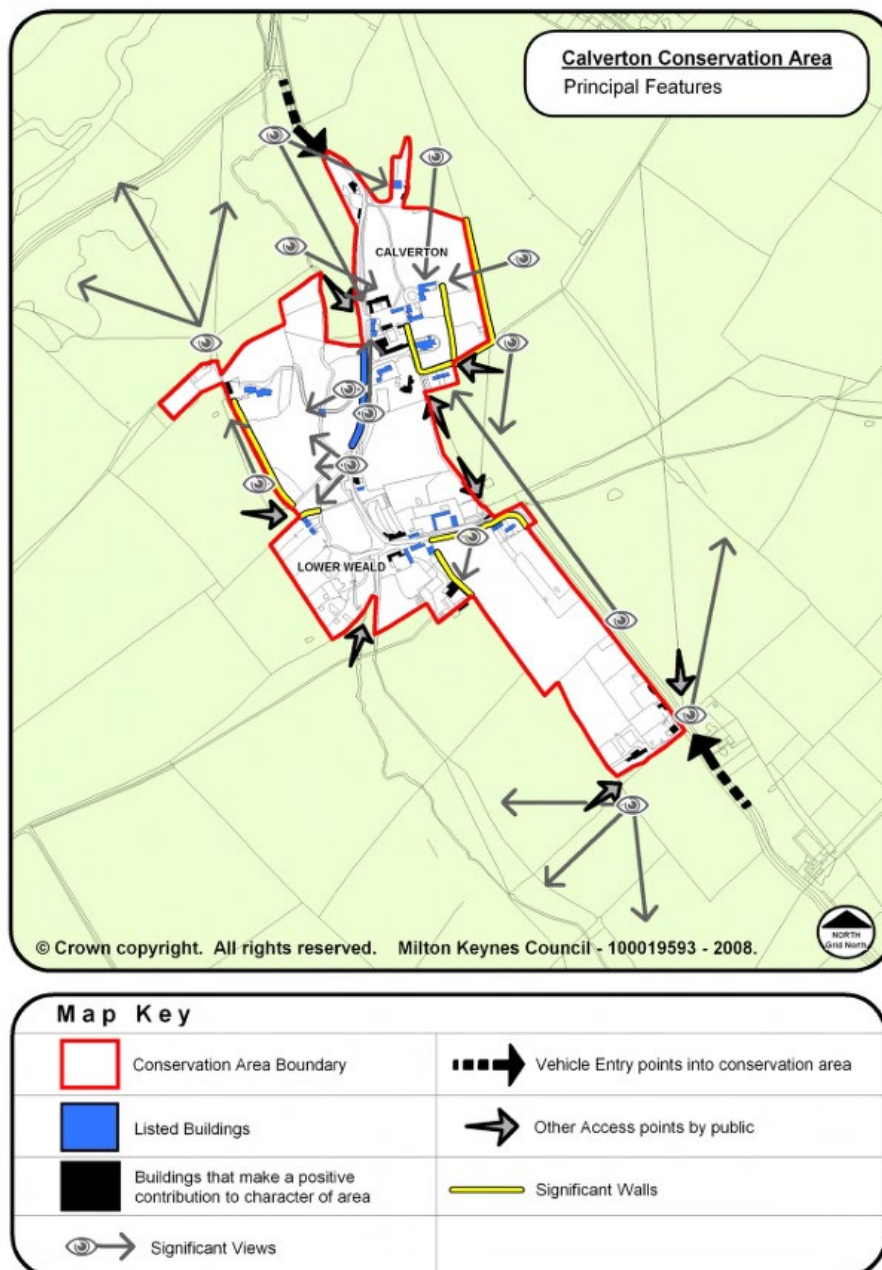 Calverton Conservation Area
Principal Features
CALVERTON
LOWER WEALD
© Crown copyright. All rights reserved. Milton Keynes Council - 100019593 - 2008.
NORTH
Grid North
Map Key
Conservation Area Boundary
Vehicle Entry points into conservation area
Listed Buildings
Other Access points by public
Buildings that make a positive
contribution to character of area
Significant Walls
Significant Views